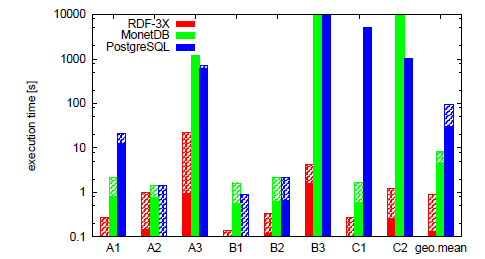 10000
1000
100
10
1
0.1
execution time [s]
RDF-3X
MonetDB
PostgreSQL
A1 A2 A3 B1 B2 B3 C1 C2 geo.mean